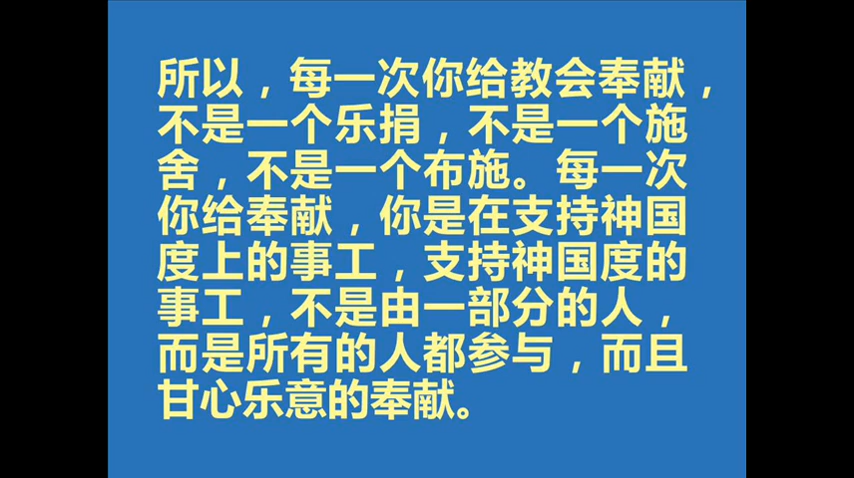 所以，每一次你给教会奉献，
不是一个乐捐，不是一个施
舍，不是一个布施。每一次
你给奉献，你是在支持神国
度上的事工，支持神国度的
事工，不是由一部分的人，
而是所有的人都参与，而且
甘心乐意的奉献。